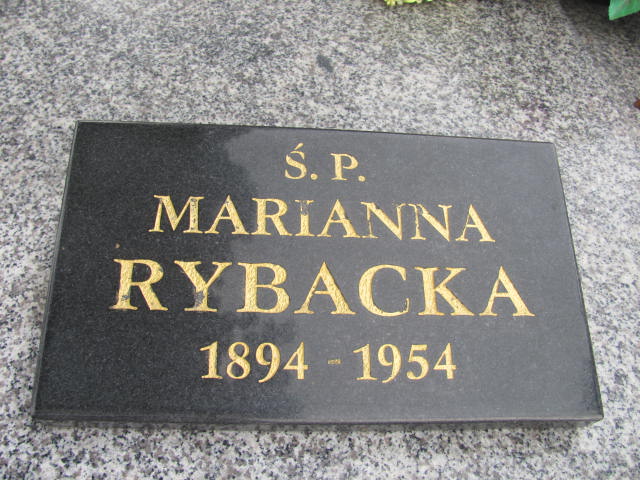 Ś. P.
MARIANNA
RYBACKA
1894 - 1954